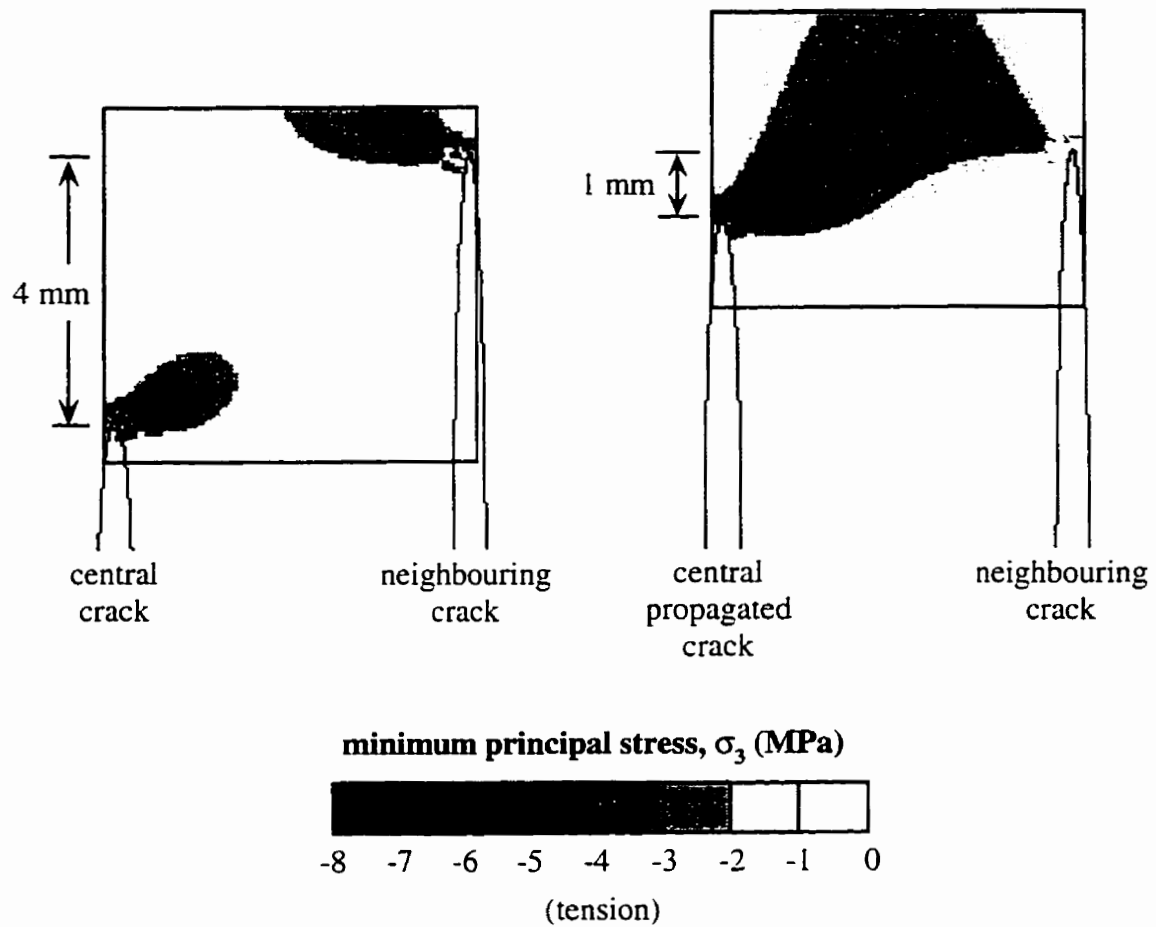 4 mm
1 mm
central
crack
neighbouring
crack
central
propagated
crack
neighbouring
crack
minimum principal stress, σ₃ (MPa)
-8 -7 -6 -5 -4 -3 -2 -1 0
(tension)